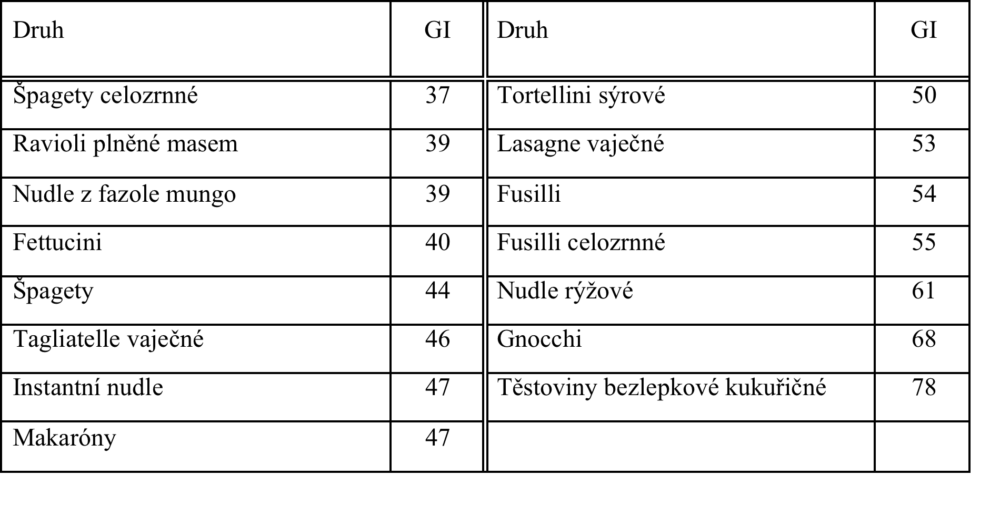 Druh GI Druh GI
Špagety celozrnné 37 Tortellini sýrové 50
Ravioli plněné masem 39 Lasagne vaječné 53
Nudle z fazole mungo 39 Fusilli 54
Fettucini 40 Fusilli celozrnné 55
Špagety 44 Nudle rýžové 61
Tagliatelle vaječné 46 Gnocchi 68
Instantní nudle 47 Těstoviny bezlepkové kukuřičné 78
Makaróny 47